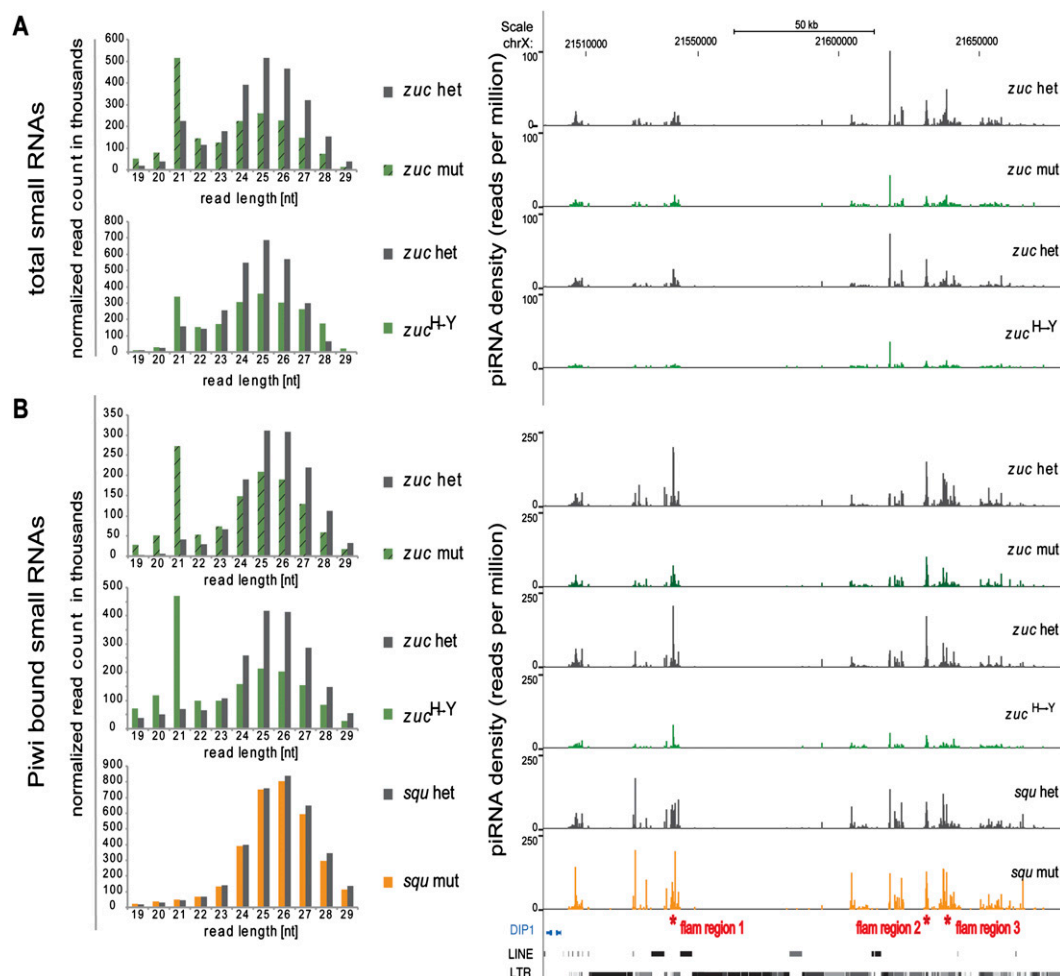 A
total small RNAs
normalized read count in thousands
600
500
400
300
200
100
0
19 20 21 22 23 24 25 26 27 28 29
read length [nt]
zuc het
zuc mut
800
700
600
500
400
300
200
100
0
19 20 21 22 23 24 25 26 27 28 29
read length [nt]
zuc het
zuc H-Y
Scale
50 kb
chrX:
21510000
21550000
21600000
21650000
piRNA density (reads per million)
100
0
zuc het
100
0
zuc mut
100
0
zuc het
100
0
zuc H-Y
B
Piwi bound small RNAs
normalized read count in thousands
350
300
250
200
150
100
50
0
19 20 21 22 23 24 25 26 27 28 29
read length [nt]
zuc het
zuc mut
500
400
300
200
100
0
19 20 21 22 23 24 25 26 27 28 29
read length [nt]
zuc het
zuc H-Y
900
800
700
600
500
400
300
200
100
0
19 20 21 22 23 24 25 26 27 28 29
read length [nt]
squ het
squ mut
piRNA density (reads per million)
250
0
zuc het
250
0
zuc mut
250
0
zuc het
250
0
zuc H-Y
250
0
squ het
250
0
squ mut
DIP1
* flam region 1
flam region 2 *
* flam region 3
LINE
LTR